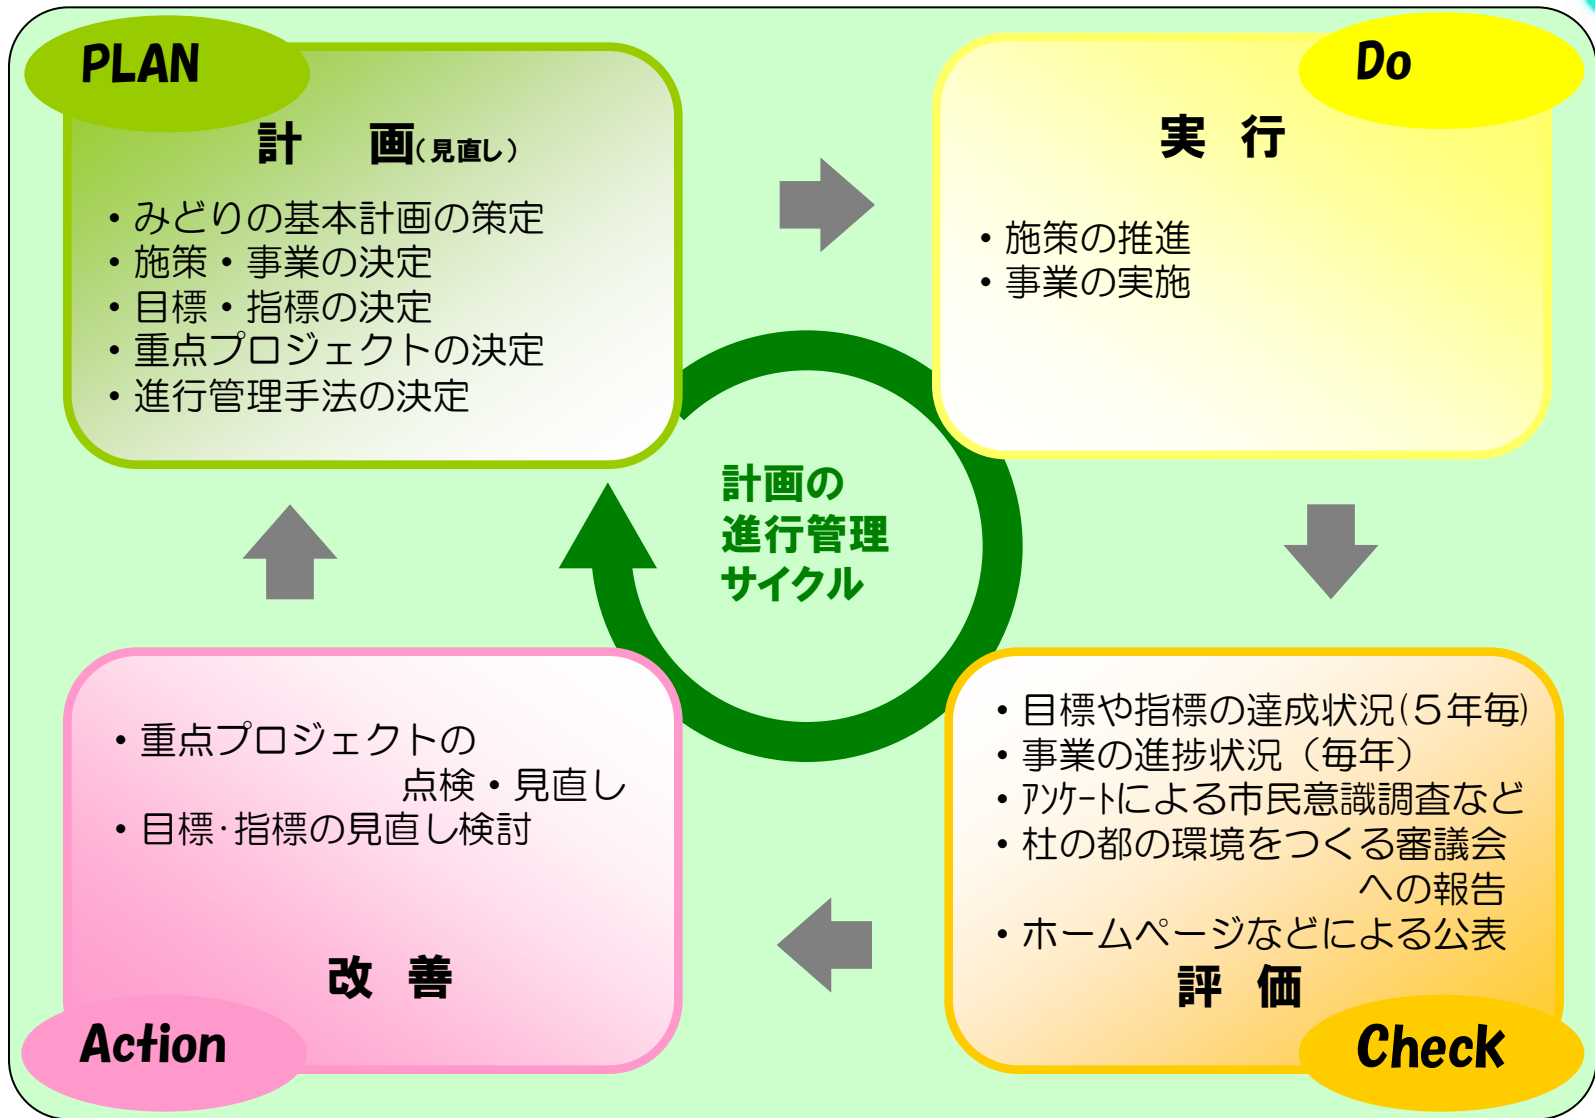 PLAN
計 画(見直し)
・みどりの基本計画の策定
・施策・事業の決定
・目標・指標の決定
・重点プロジェクトの決定
・進行管理手法の決定
Do
実 行
・施策の推進
・事業の実施
計画の
進行管理
サイクル
・目標や指標の達成状況(５年毎)
・事業の進捗状況（毎年）
・ｱﾝｹｰﾄによる市民意識調査など
・杜の都の環境をつくる審議会
への報告
・ホームページなどによる公表
評 価
Check
・重点プロジェクトの
点検・見直し
・目標･指標の見直し検討
改 善
Action